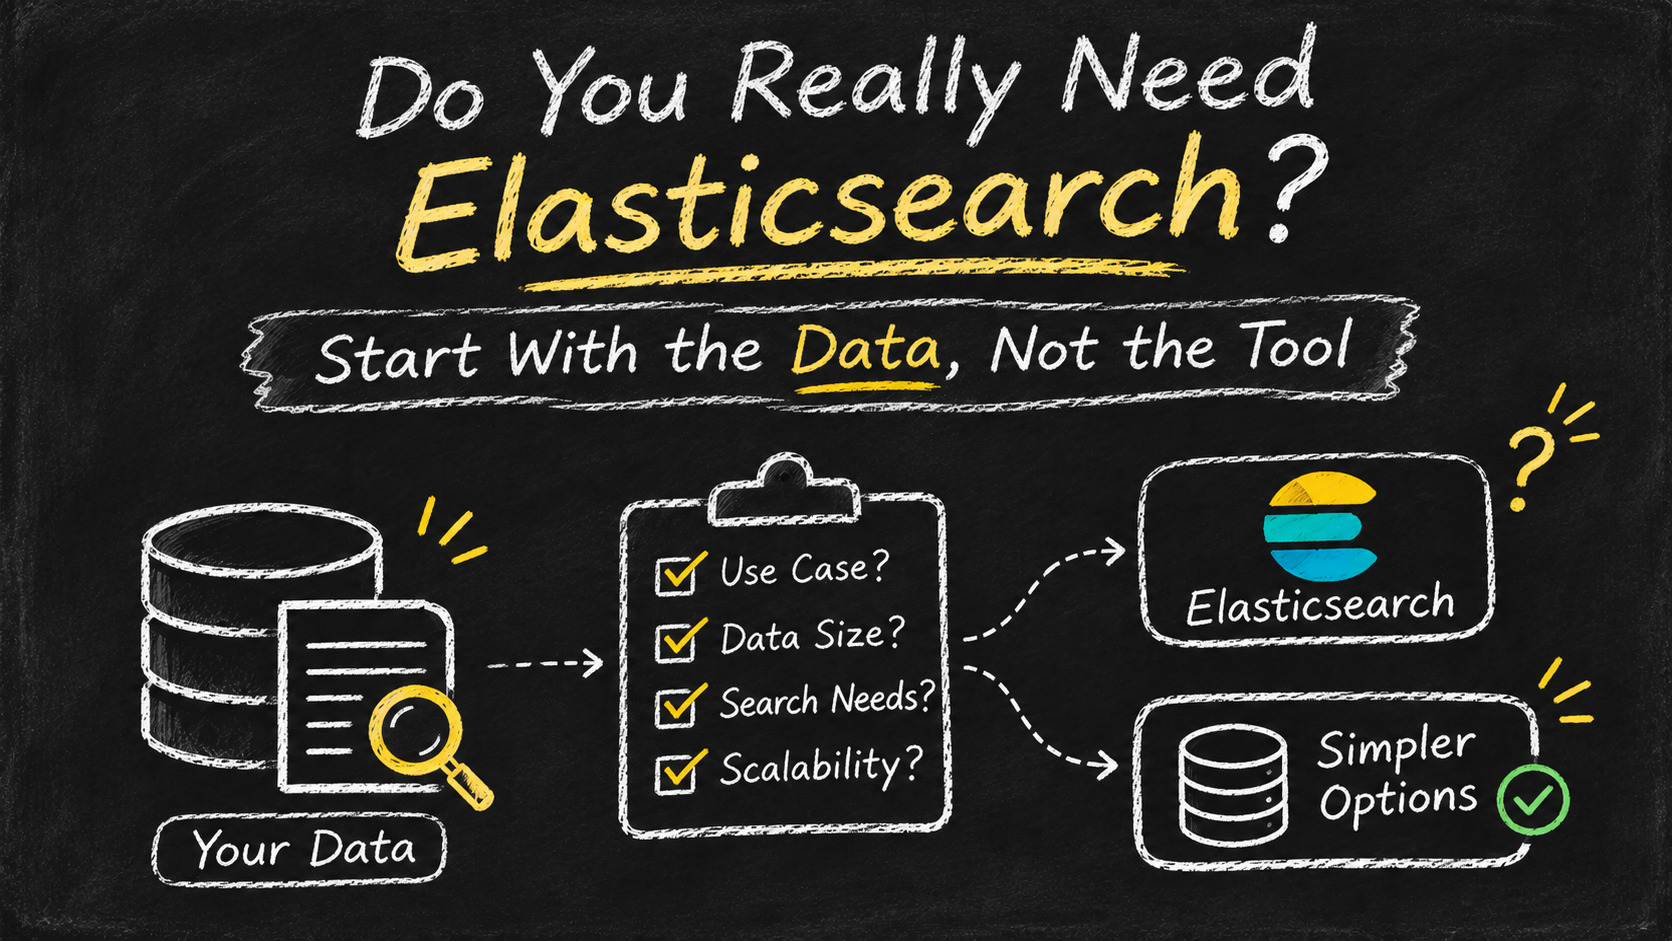 Do You Really Need
Elasticsearch?
Start With the Data, Not the Tool
Your Data
Use Case?
Data Size?
Search Needs?
Scalability?
?
Elasticsearch
Simpler
Options